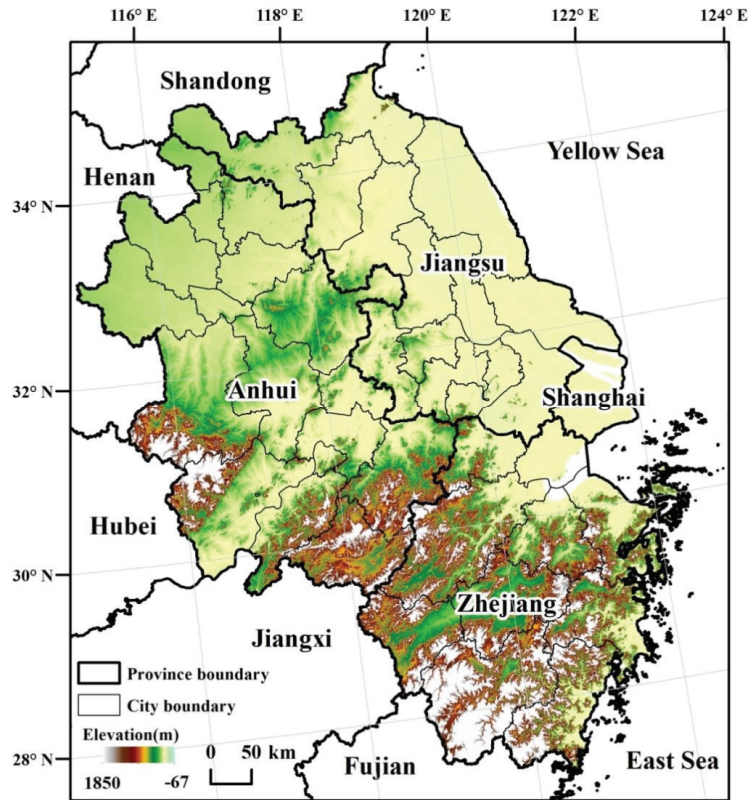 116° E 118° E 120° E 122° E 124° E
Shandong
Yellow Sea
Henan
34° N
Jiangsu
32° N
Anhui
Shanghai
Hubei
30° N
Zhejiang
Jiangxi
Province boundary
City boundary
Elevation(m)
0 50 km
1850 -67
28° N
Fujian
East Sea